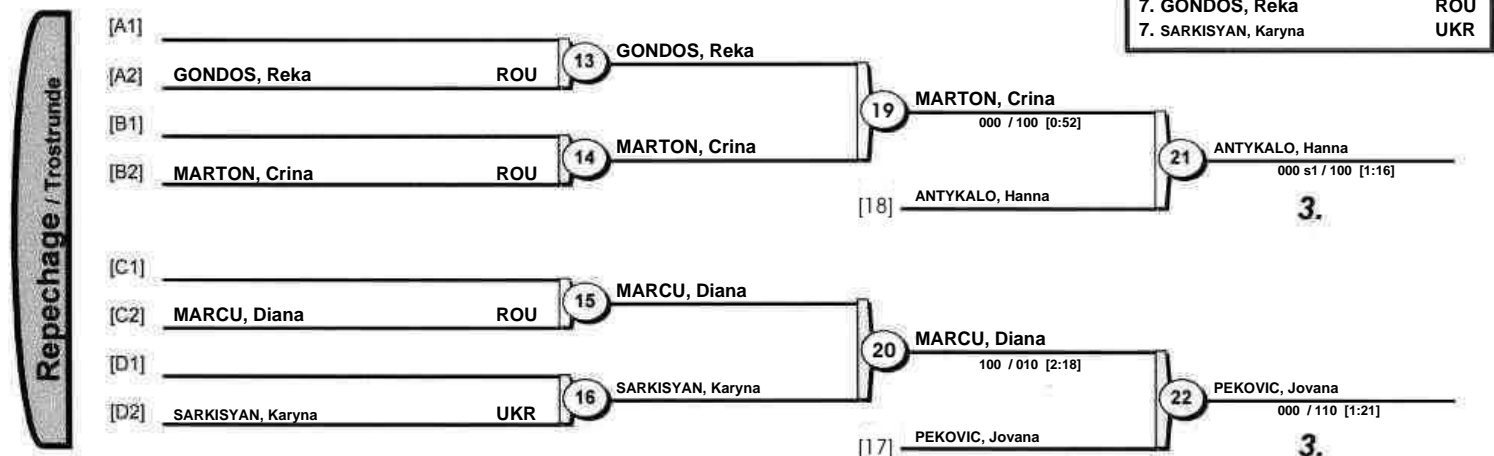 7. GONDOS, Reka ROU
7. SARKISYAN, Karyna UKR
Repechage / Trostrunde
[A1]
13 GONDOS, Reka
[A2] GONDOS, Reka ROU
19 MARTON, Crina
000 / 100 [0:52]
[B1]
14 MARTON, Crina
[B2] MARTON, Crina ROU
21 ANTYKALO, Hanna
000 s1 / 100 [1:16]
[18] ANTYKALO, Hanna
3.
[C1]
15 MARCU, Diana
[C2] MARCU, Diana ROU
20 MARCU, Diana
100 / 010 [2:18]
[D1]
16 SARKISYAN, Karyna
[D2] SARKISYAN, Karyna UKR
22 PEKOVIC, Jovana
000 / 110 [1:21]
[17] PEKOVIC, Jovana
3.